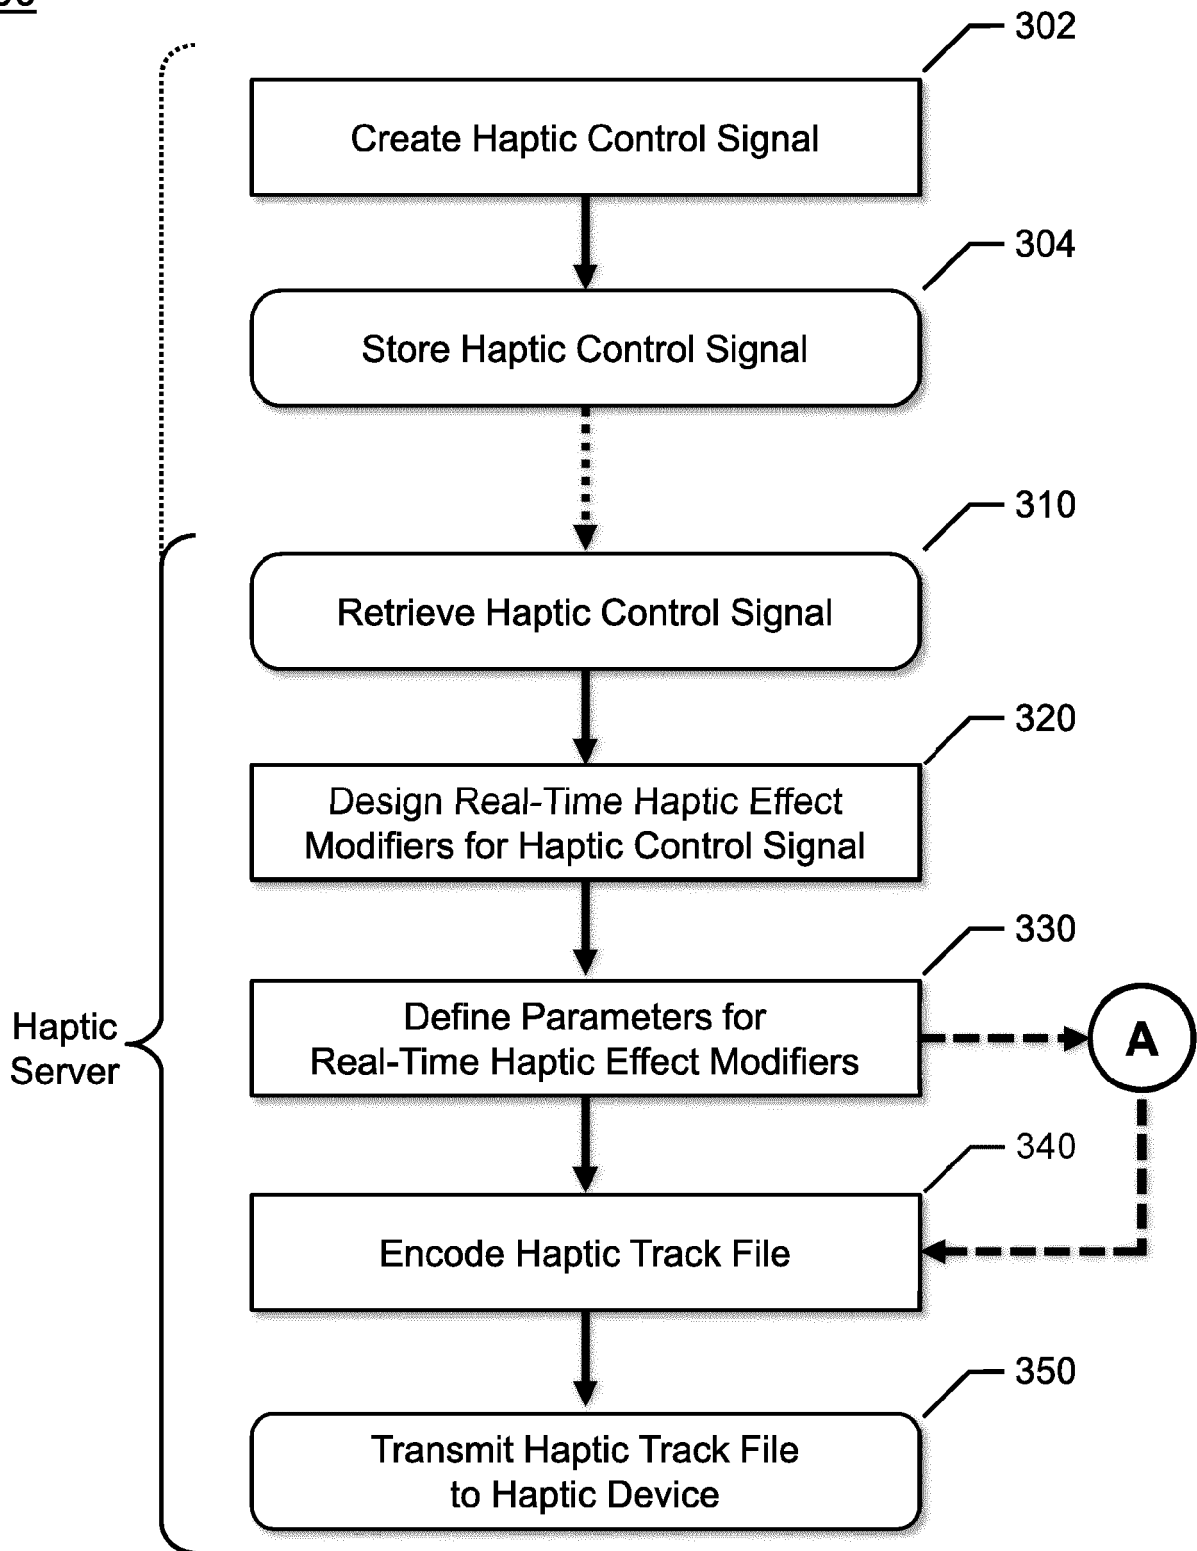 302
Create Haptic Control Signal
304
Store Haptic Control Signal
310
Retrieve Haptic Control Signal
320
Design Real-Time Haptic Effect
Modifiers for Haptic Control Signal
330
Define Parameters for
Real-Time Haptic Effect Modifiers
A
Haptic
Server
340
Encode Haptic Track File
350
Transmit Haptic Track File
to Haptic Device